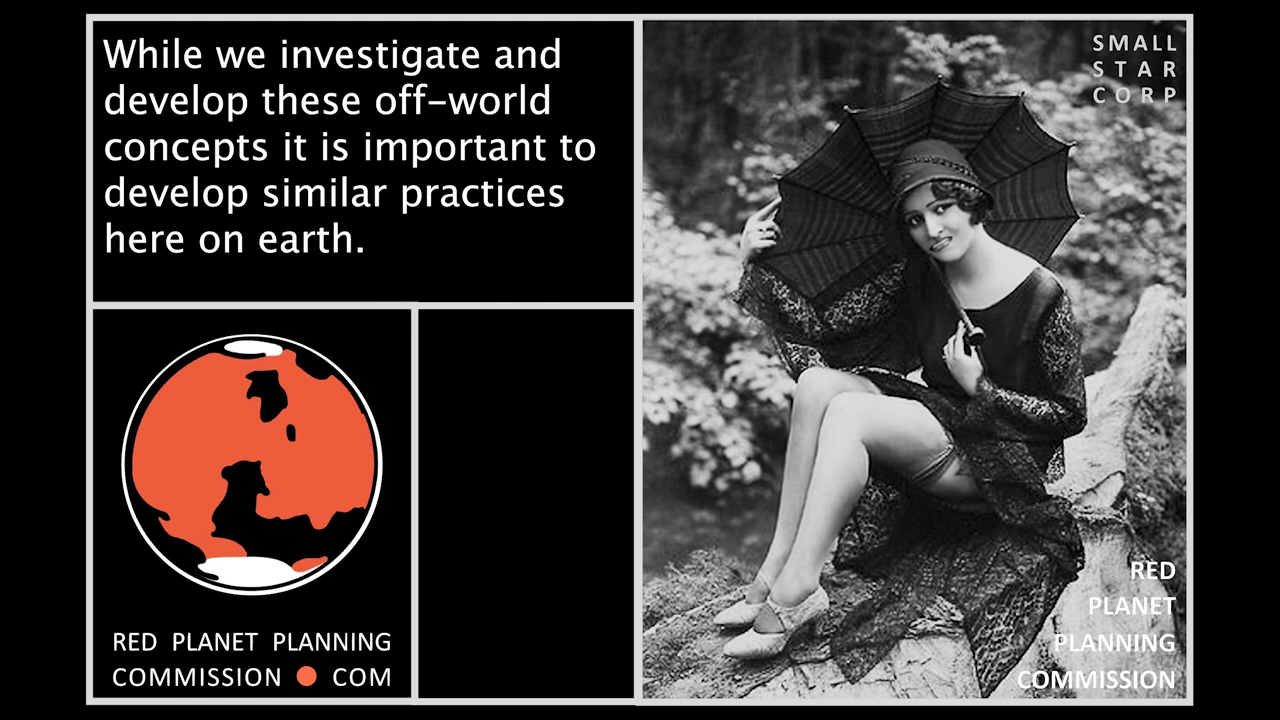 While we investigate and
develop these off-world
concepts it is important to
develop similar practices
here on earth.
RED PLANET PLANNING
COMMISSION ● COM
SMALL
STAR
CORP
RED
PLANET
PLANNING
COMMISSION